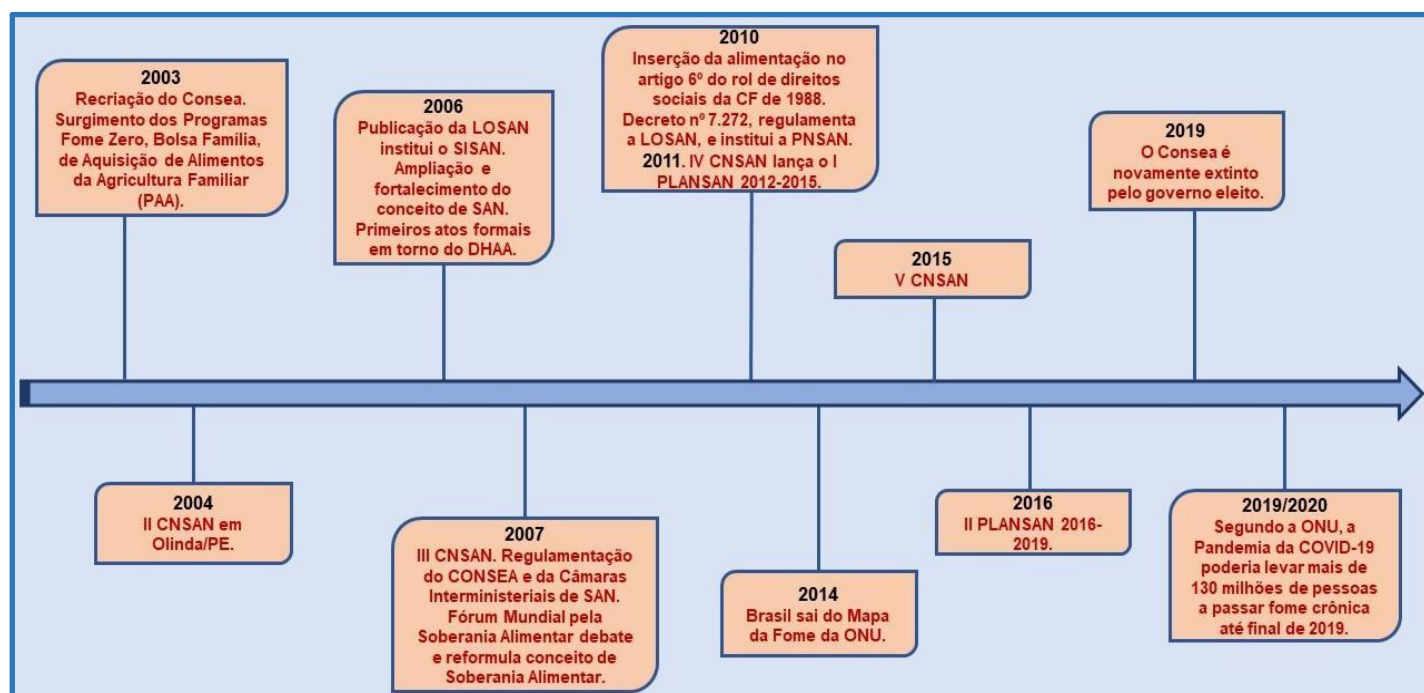 2003
Recriação do Consea.
Surgimento dos Programas
Fome Zero, Bolsa Família,
de Aquisição de Alimentos
da Agricultura Familiar
(PAA).
2004
II CNSAN em
Olinda/PE.
2006
Publicação da LOSAN
institui o SISAN.
Ampliação e
fortalecimento do
conceito de SAN.
Primeiros atos formais
em torno do DHAA.
2007
III CNSAN. Regulamentação
do CONSEA e da Câmaras
Interministeriais de SAN.
Fórum Mundial pela
Soberania Alimentar debate
e reformula conceito de
Soberania Alimentar.
2010
Inserção da alimentação no
artigo 6º do rol de direitos
sociais da CF de 1988.
Decreto nº 7.272, regulamenta
a LOSAN, e institui a PNSAN.
2011. IV CNSAN lança o I
PLANSAN 2012-2015.
2014
Brasil sai do Mapa
da Fome da ONU.
2015
V CNSAN
2016
II PLANSAN 2016-
2019.
2019
O Consea é
novamente extinto
pelo governo eleito.
2019/2020
Segundo a ONU, a
Pandemia da COVID-19
poderia levar mais de
130 milhões de pessoas
a passar fome crônica
até final de 2019.